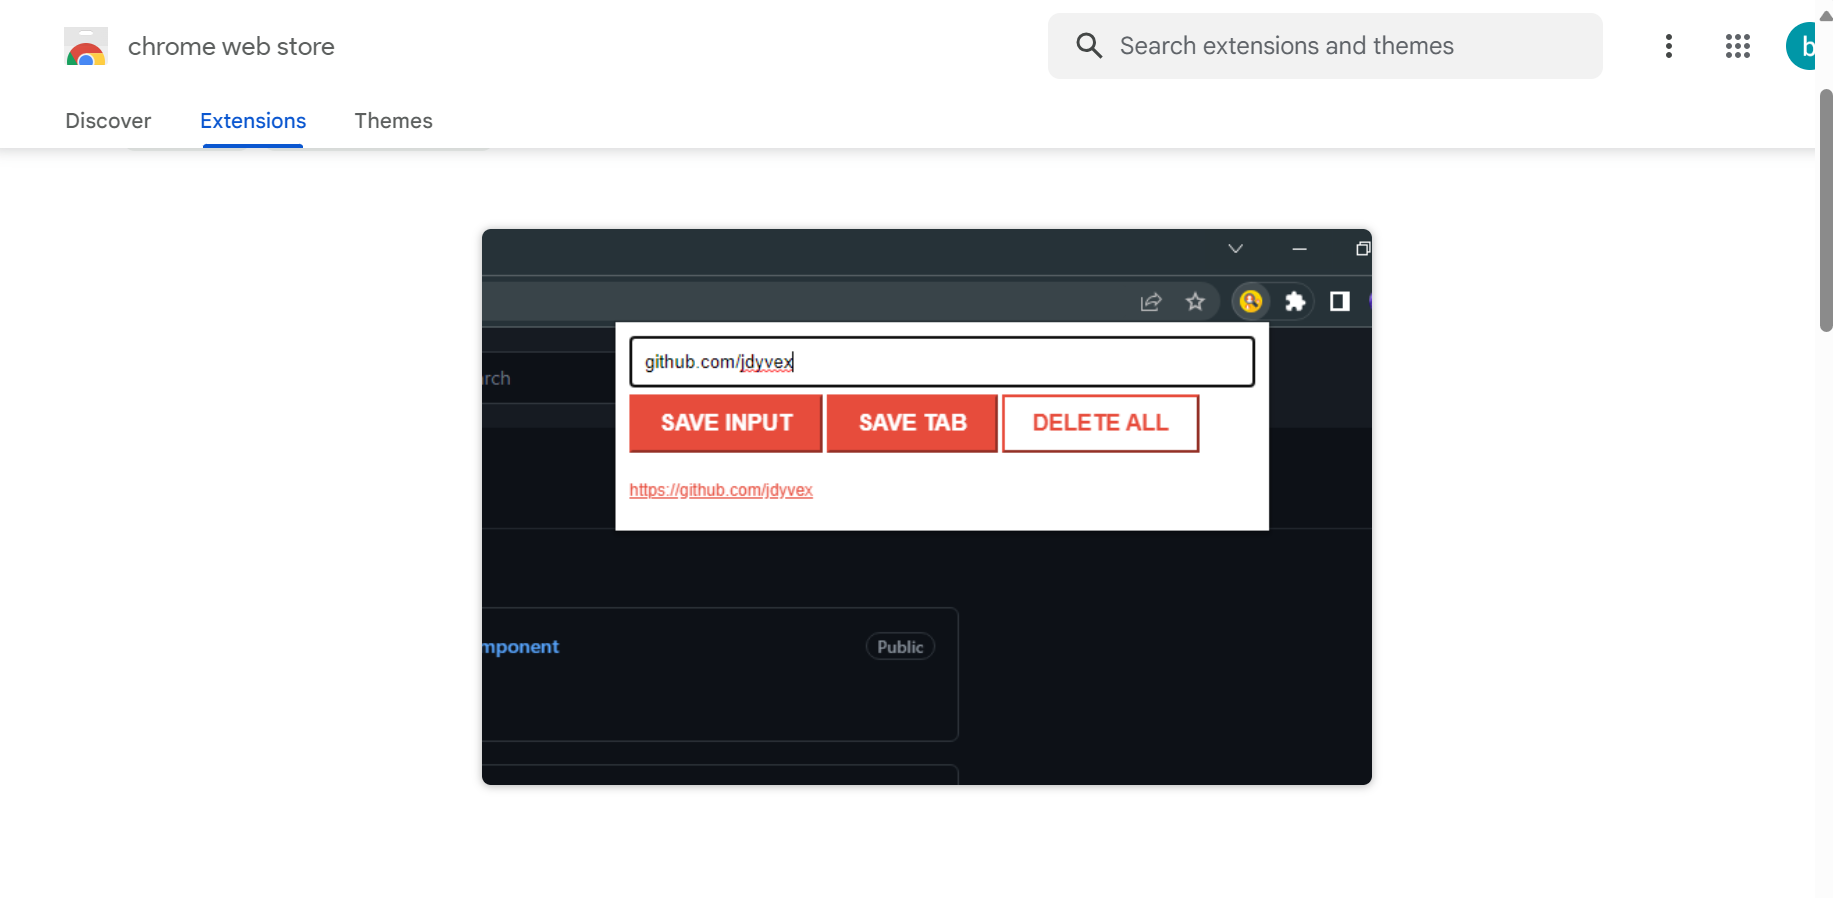 chrome web store
Search extensions and themes
b
Discover
Extensions
Themes
rch
github.com/jdyvex
SAVE INPUT
SAVE TAB
DELETE ALL
https://github.com/jdyvex
mponent
Public